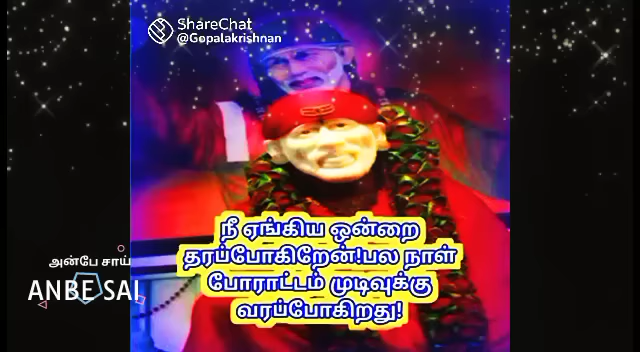 ShareChat
@Gopalakrishnan
நீ ஏங்கிய ஒன்றை
தரப்போகிறேன்!பல நாள்
போராட்டம் முடிவுக்கு
வரப்போகிறது!
அன்பே சாய்
ANBE SAI